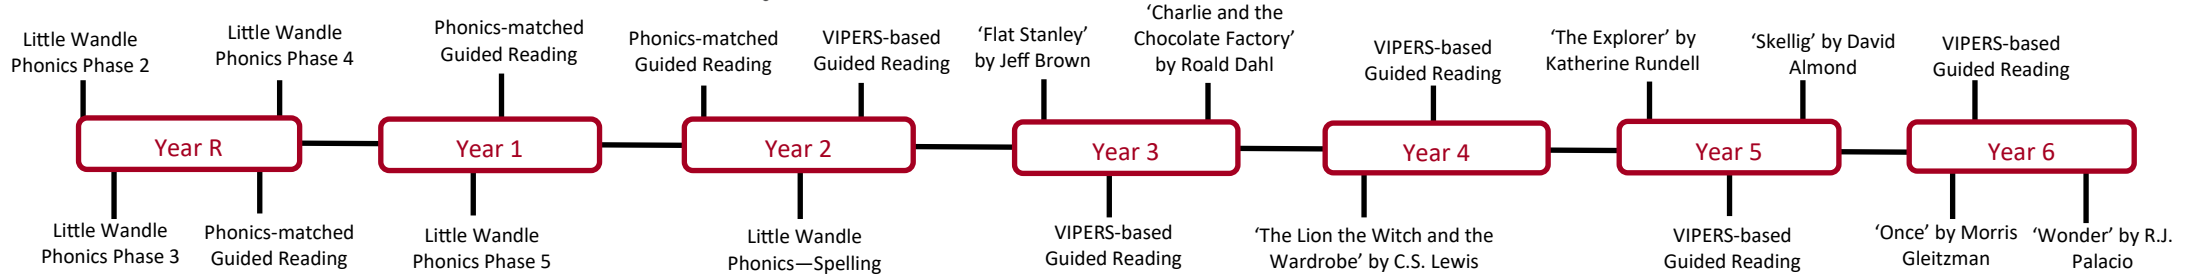 Little Wandle
Phonics Phase 2
Little Wandle
Phonics Phase 4
Phonics-matched
Guided Reading
Phonics-matched
Guided Reading
VIPERS-based
Guided Reading
‘Flat Stanley’
by Jeff Brown
‘Charlie and the
Chocolate Factory’
by Roald Dahl
VIPERS-based
Guided Reading
‘The Explorer’ by
Katherine Rundell
‘Skellig’ by David
Almond
VIPERS-based
Guided Reading
Year R
Year 1
Year 2
Year 3
Year 4
Year 5
Year 6
Little Wandle
Phonics Phase 3
Phonics-matched
Guided Reading
Little Wandle
Phonics Phase 5
Little Wandle
Phonics—Spelling
VIPERS-based
Guided Reading
‘The Lion the Witch and the
Wardrobe’ by C.S. Lewis
VIPERS-based
Guided Reading
‘Once’ by Morris
Gleitzman
‘Wonder’ by R.J.
Palacio